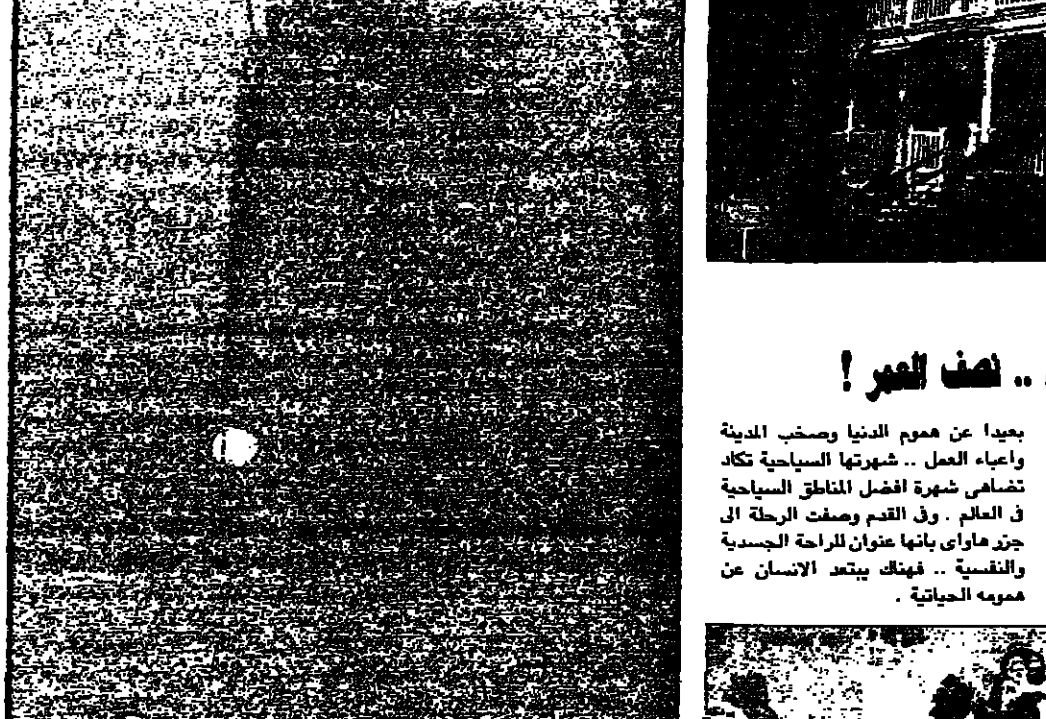 .. نصف العمر !
بعيدا عن هموم الدنيا وصخب المدينة
واعباء العمل .. شهرتها السياحية تكاد
تضاهى شهرة افضل المناطق السياحية
فى العالم . وفى القدم وصفت الرحلة الى
جزر هاواى بانها عنوان للراحة الجسدية
والنفسية .. فهناك يبتعد الانسان عن
همومه الحياتية .